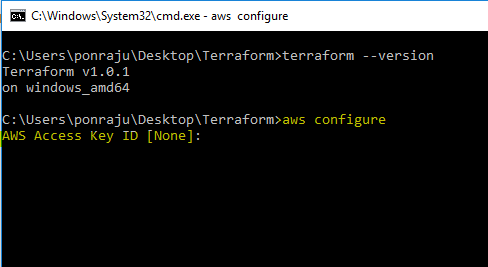 C:\Windows\System32\cmd.exe - aws  configure
C:\Users\ponraju\Desktop\Terraform>terraform --version
Terraform v1.0.1
on windows_amd64
C:\Users\ponraju\Desktop\Terraform>aws configure
AWS Access Key ID [None]: